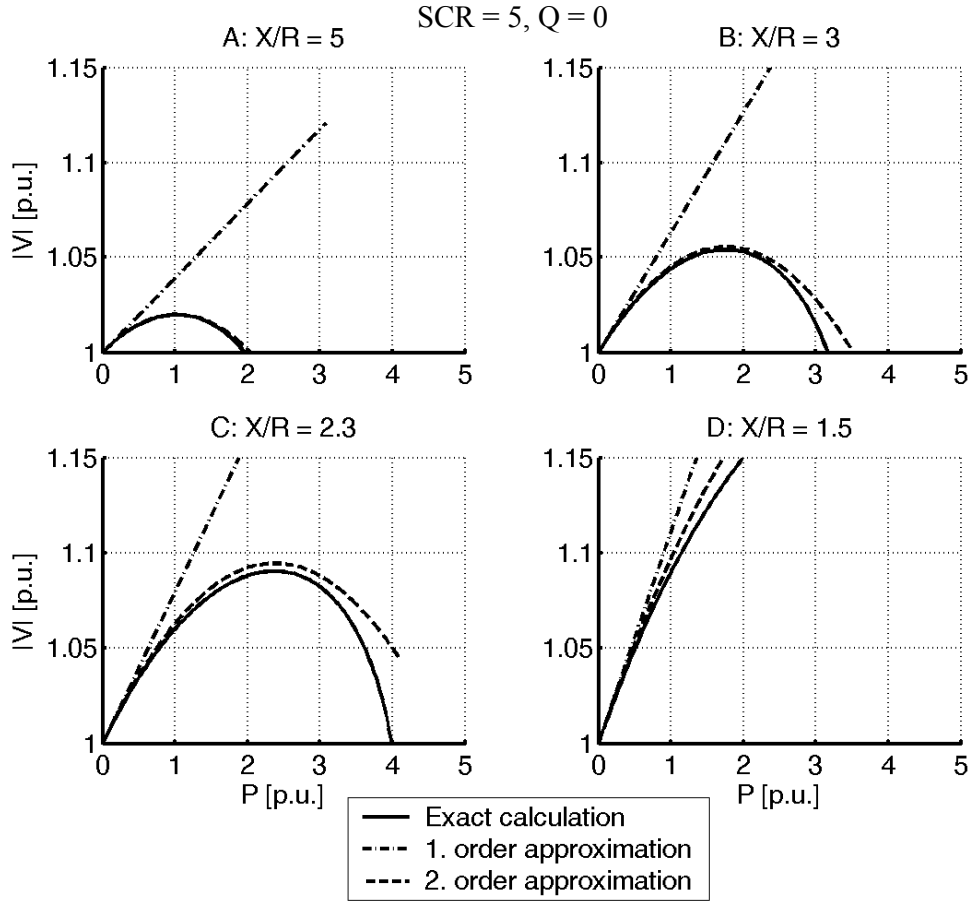 SCR = 5, Q = 0
A: X/R = 5
1.15
1.1
1.05
1
|V| [p.u.]
0 1 2 3 4 5
B: X/R = 3
1.15
1.1
1.05
1
0 1 2 3 4 5
C: X/R = 2.3
1.15
1.1
1.05
1
|V| [p.u.]
0 1 2 3 4 5
P [p.u.]
D: X/R = 1.5
1.15
1.1
1.05
1
0 1 2 3 4 5
P [p.u.]
Exact calculation
1. order approximation
2. order approximation